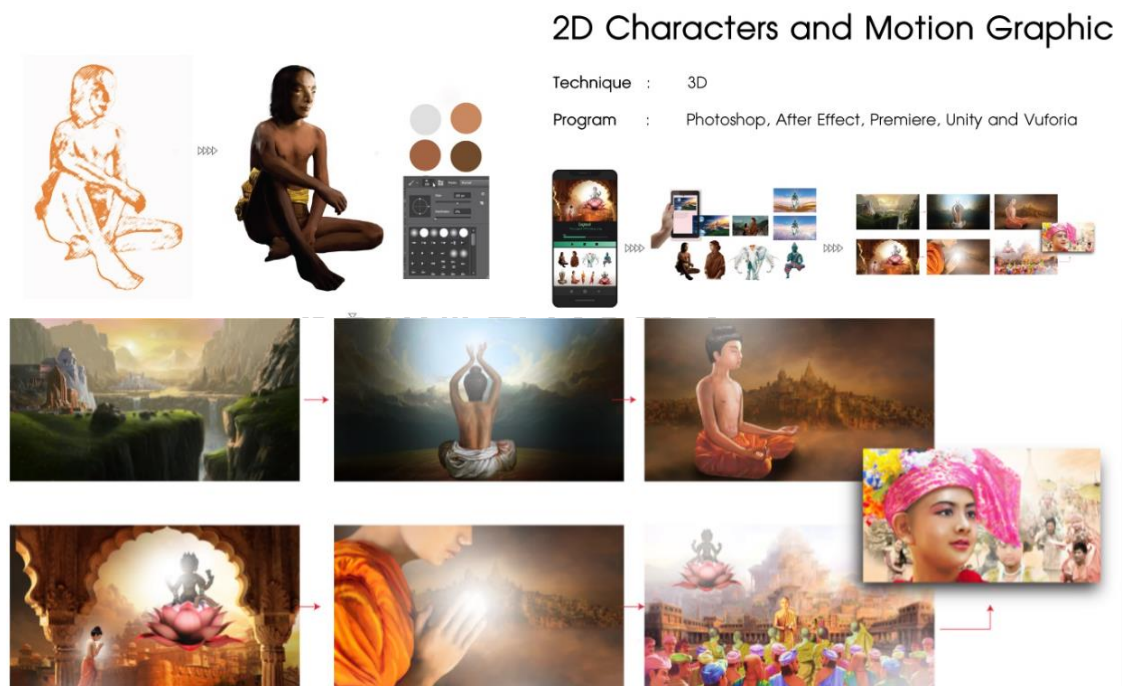 2D Characters and Motion Graphic
Technique : 3D
Program : Photoshop, After Effect, Premiere, Unity and Vuforia